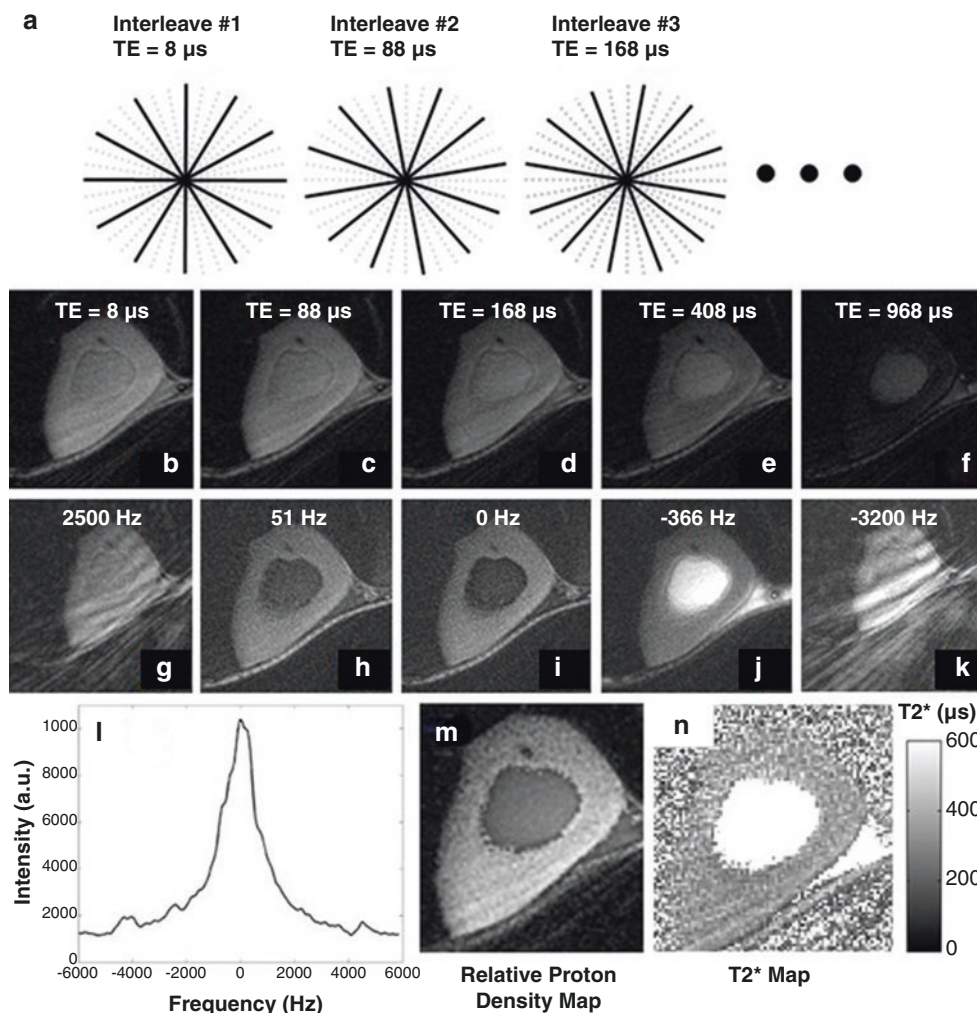 a
Interleave #1
TE = 8 µs
Interleave #2
TE = 88 µs
Interleave #3
TE = 168 µs
TE = 8 µs
b
TE = 88 µs
c
TE = 168 µs
d
TE = 408 µs
e
TE = 968 µs
f
2500 Hz
g
51 Hz
h
0 Hz
i
-366 Hz
j
-3200 Hz
k
l
1000
8000
6000
4000
2000
0
-6000 -4000 -2000 0 2000 4000 6000
Intensity (a.u.)
Frequency (Hz)
m
Relative Proton
Density Map
n
T2* Map
T2* (µs)
600
400
200
0